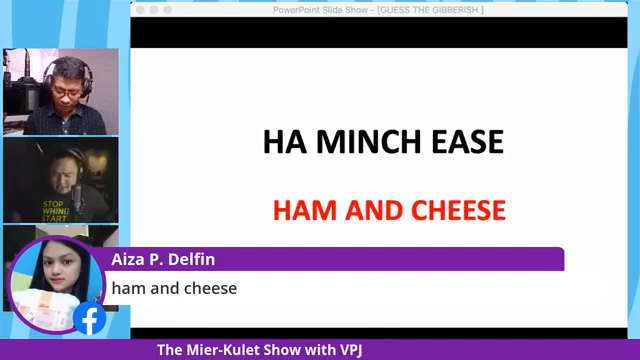 PowerPoint Slide Show - [GUESS THE GIBBERISH ]
HA MINCH EASE
HAM AND CHEESE
STOP
START
Aiza P. Delfin
ham and cheese
The Mier-Kulet Show with VPJ